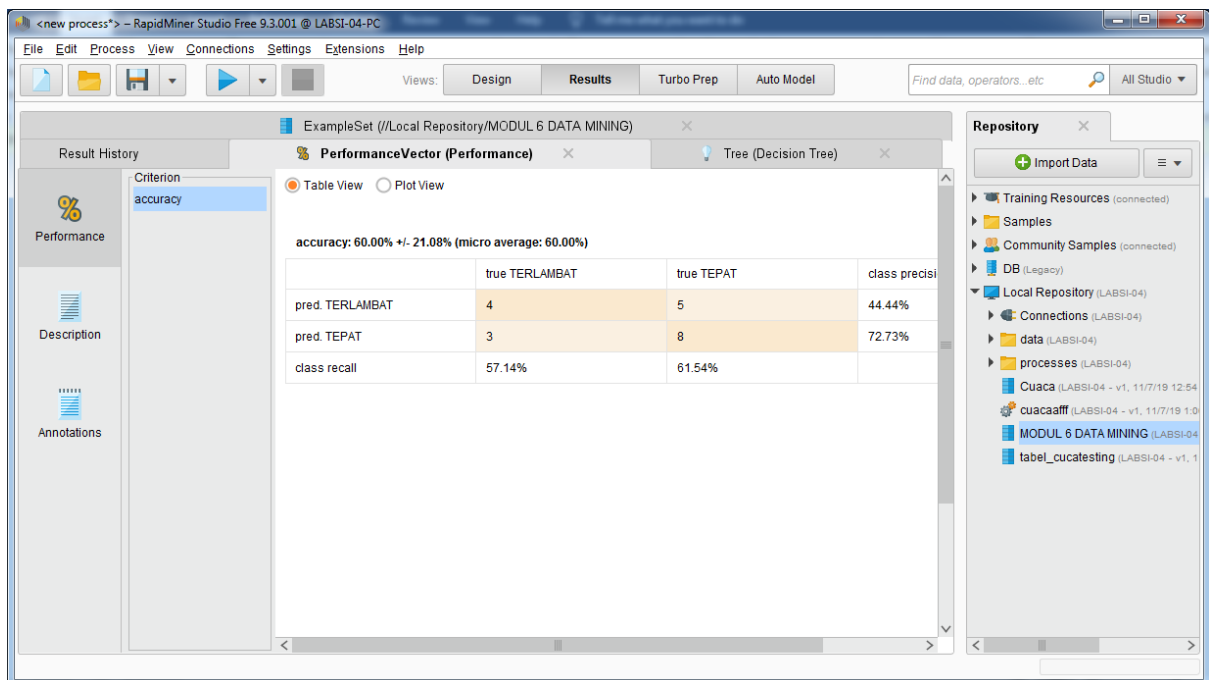 <new process*> – RapidMiner Studio Free 9.3.001 @ LABSI-04-PC
File Edit Process View Connections Settings Extensions Help
Views: Design Results Turbo Prep Auto Model Find data, operators...etc All Studio
ExampleSet (//Local Repository/MODUL 6 DATA MINING)
Result History % PerformanceVector (Performance) Tree (Decision Tree)
%
Performance
Description
Annotations
Criterion
accuracy
Table View Plot View
accuracy: 60.00% +/- 21.08% (micro average: 60.00%)
true TERLAMBAT true TEPAT class precisi
pred. TERLAMBAT 4 5 44.44%
pred. TEPAT 3 8 72.73%
class recall 57.14% 61.54%
Repository
Import Data
Training Resources (connected)
Samples
Community Samples (connected)
DB (Legacy)
Local Repository (LABSI-04)
Connections (LABSI-04)
data (LABSI-04)
processes (LABSI-04)
Cuaca (LABSI-04 - v1, 11/7/19 12:54
cuacaafff (LABSI-04 - v1, 11/7/19 1:0
MODUL 6 DATA MINING (LABSI-04
tabel_cucatesting (LABSI-04 - v1, 1